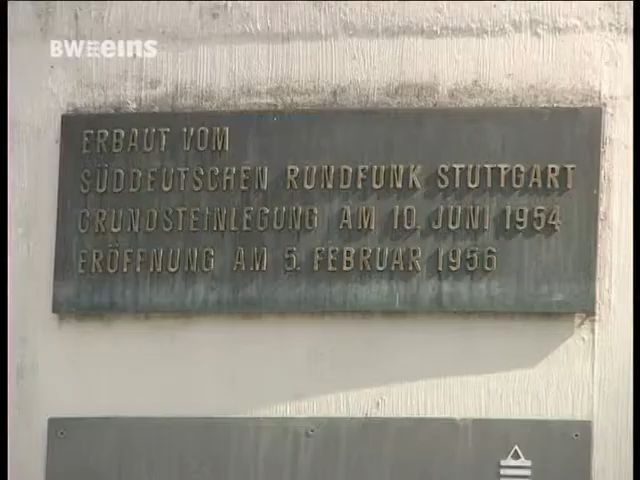 BW eins
ERBAUT VOM
SÜDDEUTSCHEN RUNDFUNK STUTTGART
GRUNDSTEINLEGUNG AM 10. JUNI 1954
ERÖFFNUNG AM 5. FEBRUAR 1956